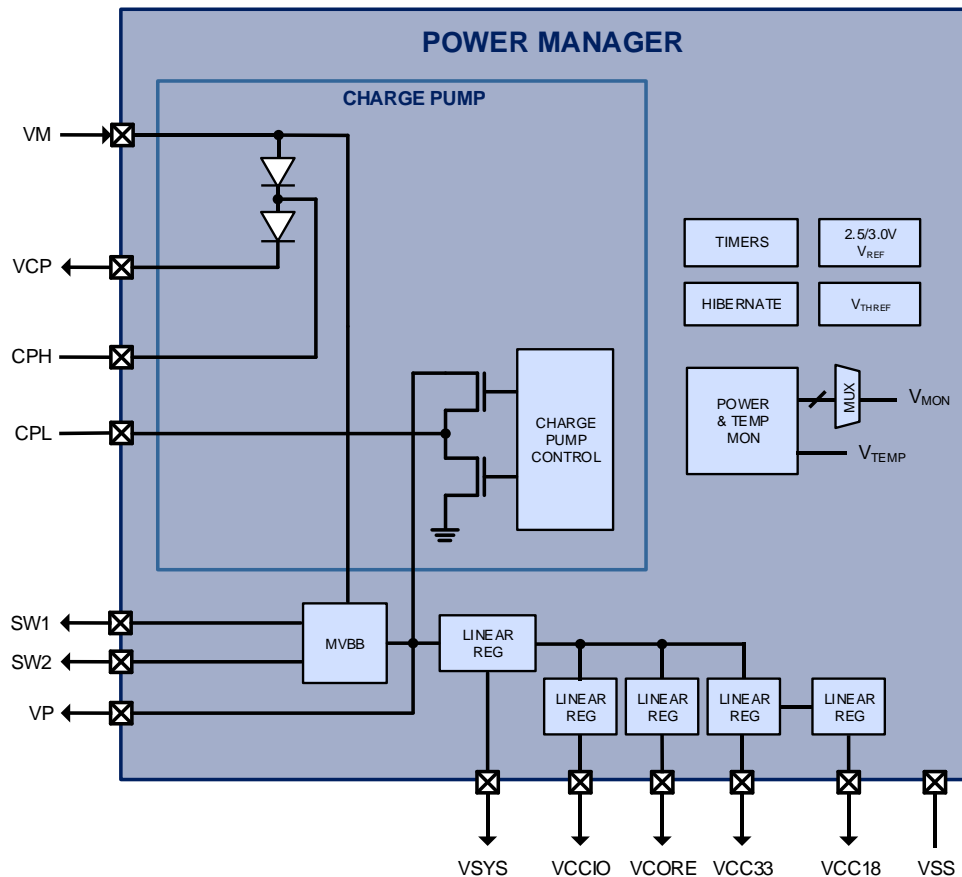 POWER MANAGER
CHARGE PUMP
VM
VCP
CPH
CPL
TIMERS
2.5/3.0V
VREF
HIBERNATE
VTHREF
CHARGE
PUMP
CONTROL
POWER
& TEMP
MON
MUX
VMON
VTEMP
SW1
SW2
VP
MVBB
LINEAR
REG
LINEAR
REG
LINEAR
REG
LINEAR
REG
LINEAR
REG
VSYS
VCCIO
VCORE
VCC33
VCC18
VSS